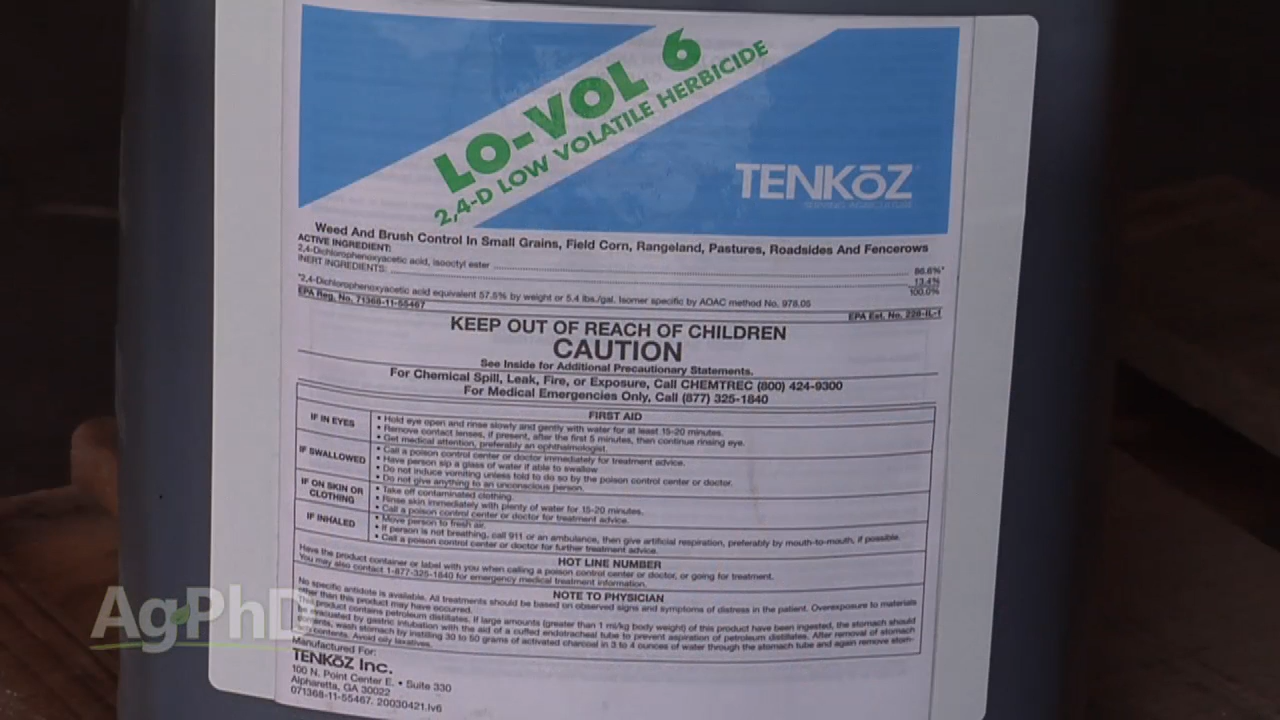 LO-VOL 6
2,4-D LOW VOLATILE HERBICIDE
TENKōZ
SERVING AGRICULTURE
Weed And Brush Control In Small Grains, Field Corn, Rangeland, Pastures, Roadsides And Fencerows
ACTIVE INGREDIENT:
2,4-Dichlorophenoxyacetic acid, isooctyl ester 86.6%*
INERT INGREDIENTS: 13.4%
100.0%
*2,4-Dichlorophenoxyacetic acid equivalent 57.5% by weight or 5.4 lbs./gal. Isomer specific by AOAC method No. 978.05
EPA Reg. No. 71368-11-55467 EPA Est. No. 228-IL-1
KEEP OUT OF REACH OF CHILDREN
CAUTION
See Inside for Additional Precautionary Statements.
For Chemical Spill, Leak, Fire, or Exposure, Call CHEMTREC (800) 424-9300
For Medical Emergencies Only, Call (877) 325-1840
FIRST AID
IF IN EYES
• Hold eye open and rinse slowly and gently with water for at least 15-20 minutes.
• Remove contact lenses, if present, after the first 5 minutes, then continue rinsing eye.
• Get medical attention, preferably an ophthalmologist.
IF SWALLOWED
• Call a poison control center or doctor immediately for treatment advice.
• Have person sip a glass of water if able to swallow
• Do not induce vomiting unless told to do so by the poison control center or doctor.
• Do not give anything to an unconscious person.
IF ON SKIN OR
CLOTHING
• Take off contaminated clothing.
• Rinse skin immediately with plenty of water for 15-20 minutes.
• Call a poison control center or doctor for treatment advice.
IF INHALED
• Move person to fresh air.
• If person is not breathing, call 911 or an ambulance, then give artificial respiration, preferably by mouth-to-mouth, if possible.
• Call a poison control center or doctor for further treatment advice.
HOT LINE NUMBER
Have the product container or label with you when calling a poison control center or doctor, or going for treatment.
You may also contact 1-877-325-1840 for emergency medical treatment information.
NOTE TO PHYSICIAN
No specific antidote is available. All treatments should be based on observed signs and symptoms of distress in the patient. Overexposure to materials
other than this product may have occurred.
This product contains petroleum distillates. If large amounts (greater than 1 ml/kg body weight) of this product have been ingested, the stomach should
be evacuated by gastric intubation with the aid of a cuffed endotracheal tube to prevent aspiration of petroleum distillates. After removal of stomach
contents, wash stomach by instilling 30 to 50 grams of activated charcoal in 3 to 4 ounces of water through the stomach tube and again remove stom-
contents. Avoid oily laxatives.
Manufactured For:
TENKōZ Inc.
100 N. Point Center E. • Suite 330
Alpharetta, GA 30022
071368-11-55467. 20030421.lv6
AgPhD